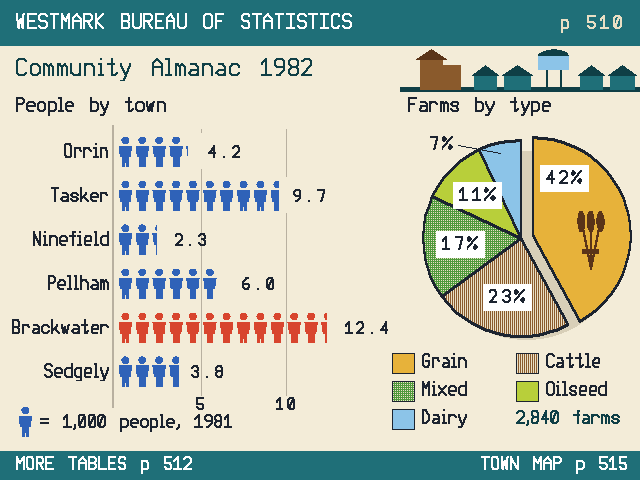 WESTMARK BUREAU OF STATISTICS
p 510
Community Almanac 1982
People by town
Orrin 4.2
Tasker 9.7
Ninefield 2.3
Pellham 6.0
Brackwater 12.4
Sedgely 3.8
5 10
= 1,000 people, 1981
Farms by type
7%
42%
11%
17%
23%
Grain
Cattle
Mixed
Oilseed
Dairy
2,840 farms
MORE TABLES p 512
TOWN MAP p 515